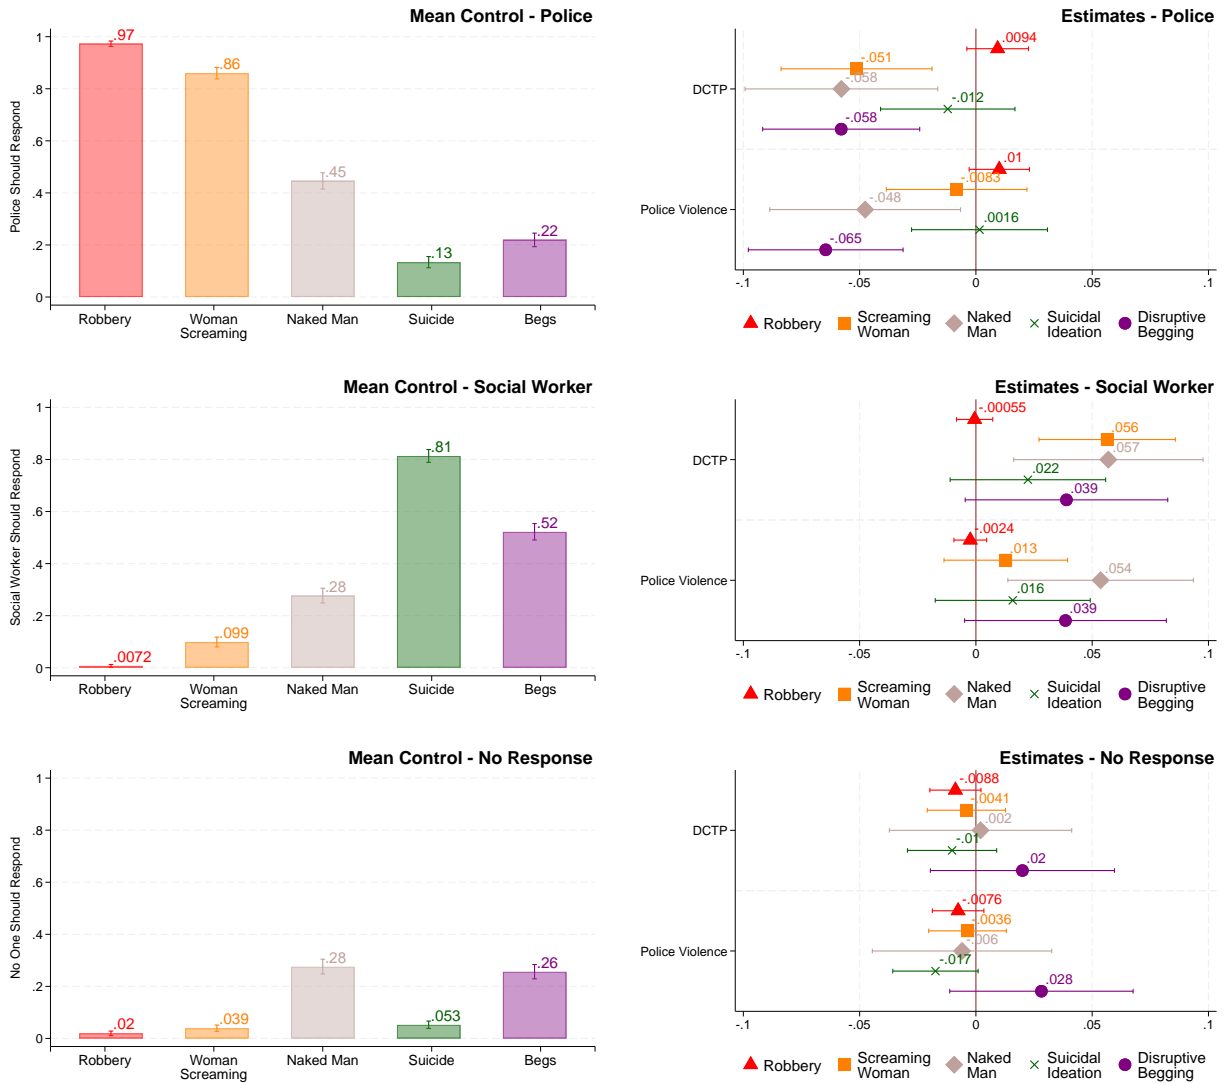 Mean Control - Police
Police Should Respond
1
.8
.6
.4
.2
0
.97
.86
.45
.13
.22
Robbery
Woman
Screaming
Naked Man
Suicide
Begs
Estimates - Police
DCTP
Police Violence
.0094
-.051
-.058
-.012
-.058
.01
-.0083
-.048
.0016
-.065
-.1
-.05
0
.05
.1
Robbery
Screaming
Woman
Naked
Man
Suicidal
Ideation
Disruptive
Begging
Mean Control - Social Worker
Social Worker Should Respond
1
.8
.6
.4
.2
0
.0072
.099
.28
.81
.52
Robbery
Woman
Screaming
Naked Man
Suicide
Begs
Estimates - Social Worker
DCTP
Police Violence
-.00055
.056
.057
.022
.039
-.0024
.013
.054
.016
.039
-.1
-.05
0
.05
.1
Robbery
Screaming
Woman
Naked
Man
Suicidal
Ideation
Disruptive
Begging
Mean Control - No Response
No One Should Respond
1
.8
.6
.4
.2
0
.02
.039
.28
.053
.26
Robbery
Woman
Screaming
Naked Man
Suicide
Begs
Estimates - No Response
DCTP
Police Violence
-.0088
-.0041
.002
-.01
.02
-.0076
-.0036
-.006
-.017
.028
-.1
-.05
0
.05
.1
Robbery
Screaming
Woman
Naked
Man
Suicidal
Ideation
Disruptive
Begging